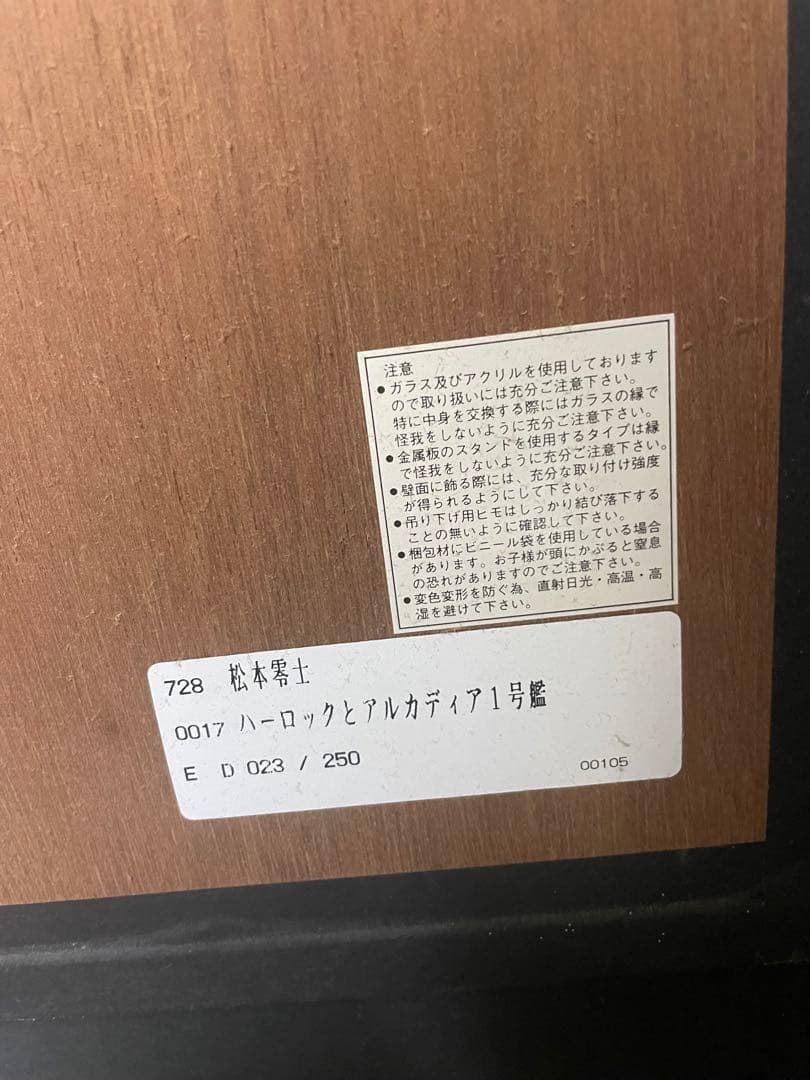 注意
●ガラス及びアクリルを使用しております
ので取り扱いには充分ご注意下さい。
特に中身を交換する際にはガラスの縁で
怪我をしないように充分ご注意下さい。
●金属板のスタンドを使用するタイプは縁
で怪我をしないように充分ご注意下さい。
●壁面に飾る際には、充分な取り付け強度
が得られるようにして下さい。
●吊り下げ用ヒモはしっかり結び落下する
ことの無いように確認して下さい。
●梱包材にビニール袋を使用している場合
があります。お子様が頭にかぶると窒息
の恐れがありますのでご注意下さい。
●変色変形を防ぐ為、直射日光・高温・高
湿を避けて下さい。
728 松本零士
0017 ハーロックとアルカディア1号艦
E D 023 / 250 00105